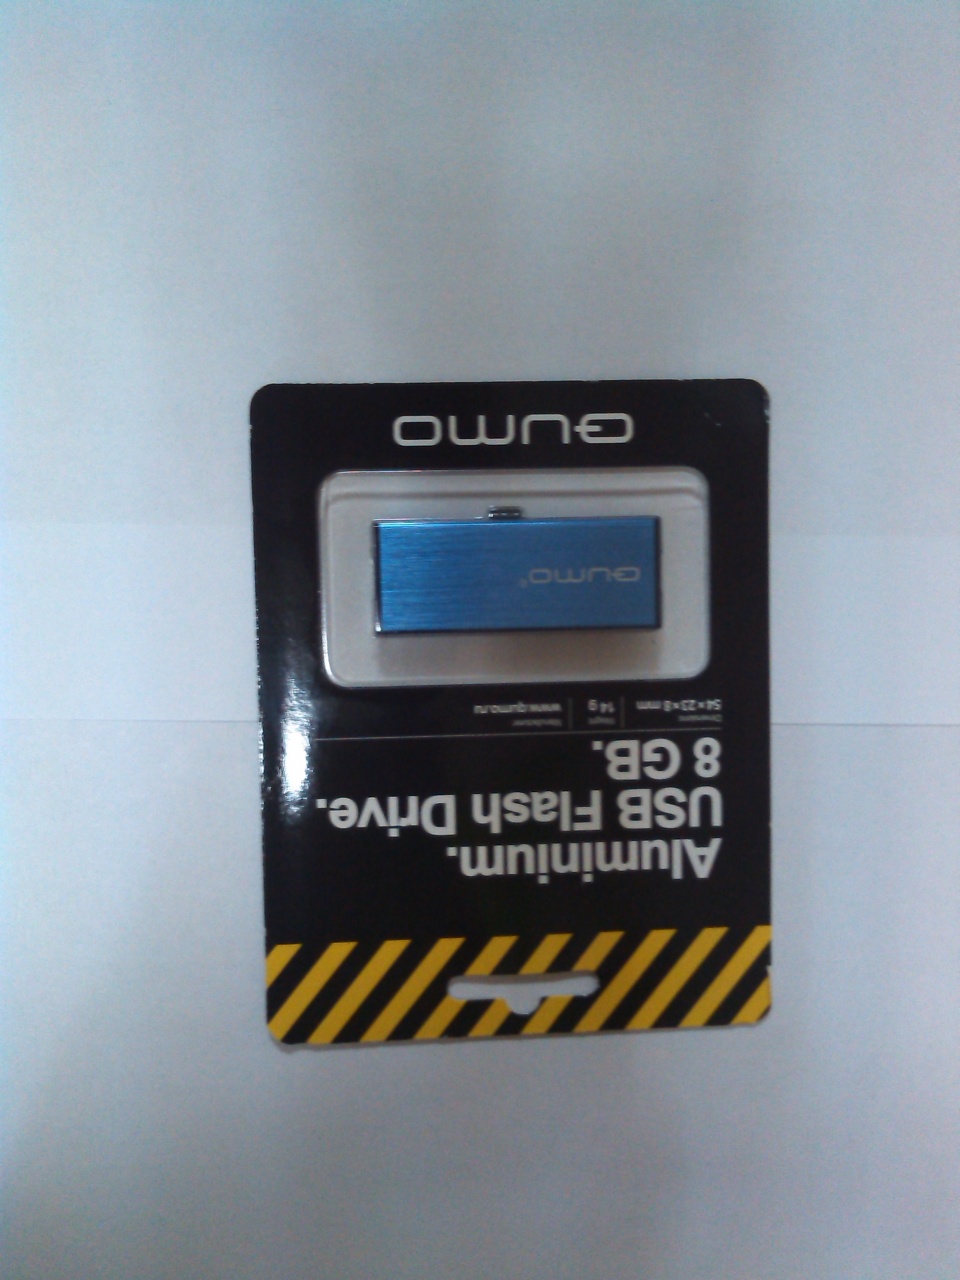 Aluminium.
USB Flash Drive.
8 GB.
Dimensions Weight Manufacturer
54×23×8 mm 14 g www.qumo.ru
QUMO®
QUMO